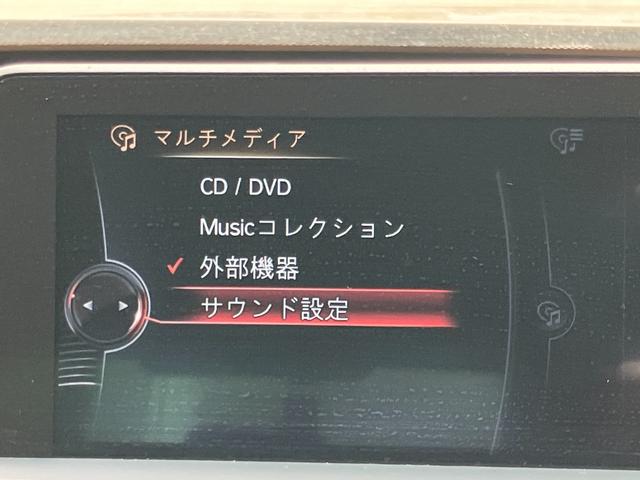 マルチメディア
CD / DVD
Musicコレクション
外部機器
サウンド設定